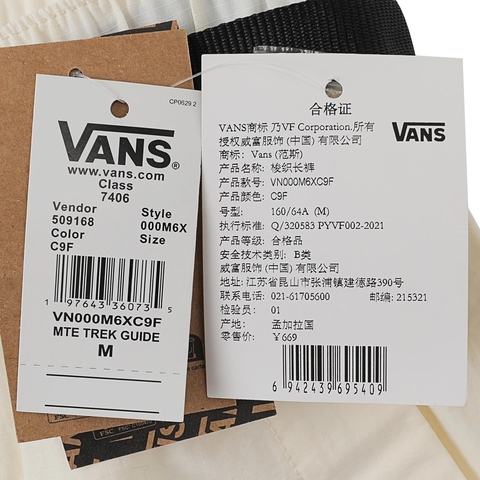 CP0629 2
VANS®
www.vans.com
Class
7406
Vendor Style
509168 000M6X
Color Size
C9F
1 97643 36073 5
VN000M6XC9F
MTE TREK GUIDE
M
合格证
VANS商标 乃VF Corporation.所有
授权威富服饰(中国)有限公司
VANS
商标: Vans (范斯)
产品名称: 梭织长裤
产品款号: VN000M6XC9F
产品颜色: C9F
号型: 160/64A (M)
执行标准: Q/320583 PYVF002-2021
产品等级: 合格品
安全技术类别: B类
威富服饰(中国)有限公司
地址: 江苏省昆山市张浦镇建德路390号
联系电话: 021-61705600 邮编: 215321
检验员: 01
产地: 孟加拉国
零售价: ￥669
6 942439 695409
FSC